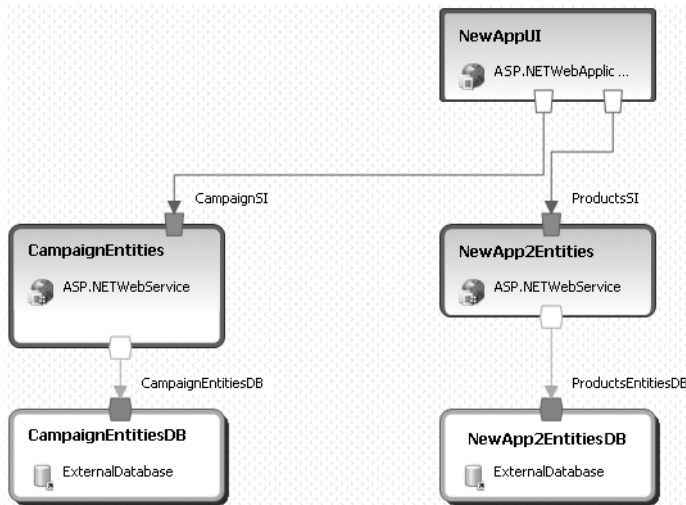 NewAppUI
ASP.NETWebApplic ...
CampaignSI
ProductsSI
CampaignEntities
ASP.NETWebService
NewApp2Entities
ASP.NETWebService
CampaignEntitiesDB
ProductsEntitiesDB
CampaignEntitiesDB
ExternalDatabase
NewApp2EntitiesDB
ExternalDatabase